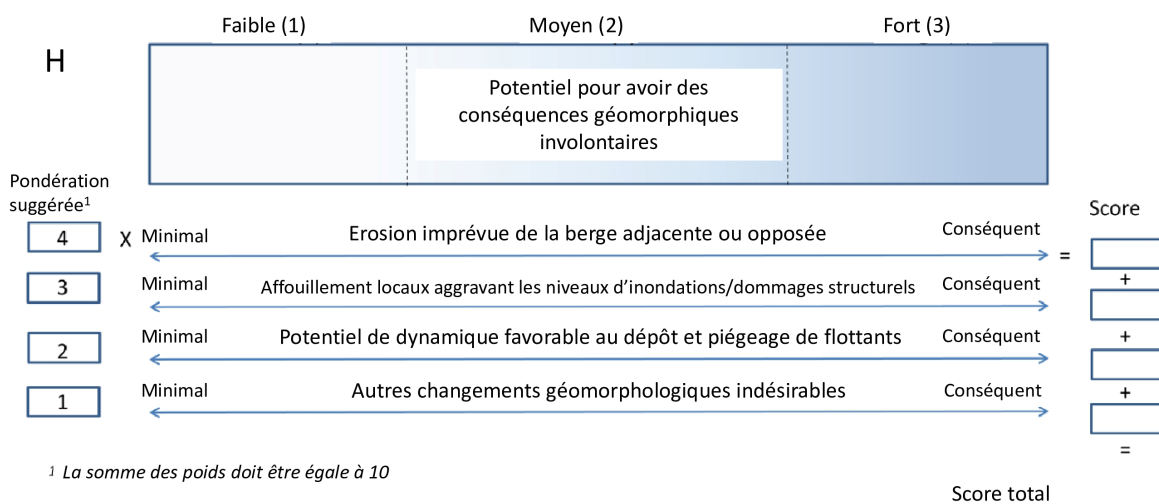 Faible (1) Moyen (2) Fort (3)
H
Potentiel pour avoir des
conséquences géomorphiques
involontaires
Pondération
suggérée¹
Score
4 X Minimal Erosion imprévue de la berge adjacente ou opposée Conséquent =
+
3 Minimal Affouillement locaux aggravant les niveaux d’inondations/dommages structurels Conséquent
+
2 Minimal Potentiel de dynamique favorable au dépôt et piégeage de flottants Conséquent
+
1 Minimal Autres changements géomorphologiques indésirables Conséquent
=
¹ La somme des poids doit être égale à 10
Score total